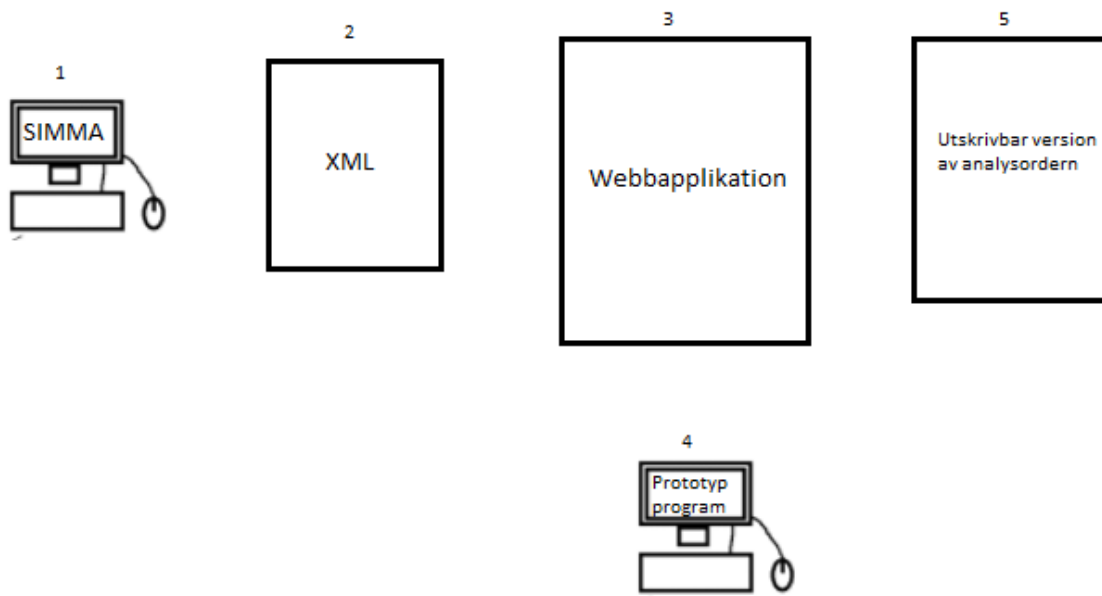 1
SIMMA
2
XML
3
Webbapplikation
4
Prototyp
program
5
Utskrivbar version
av analysordern